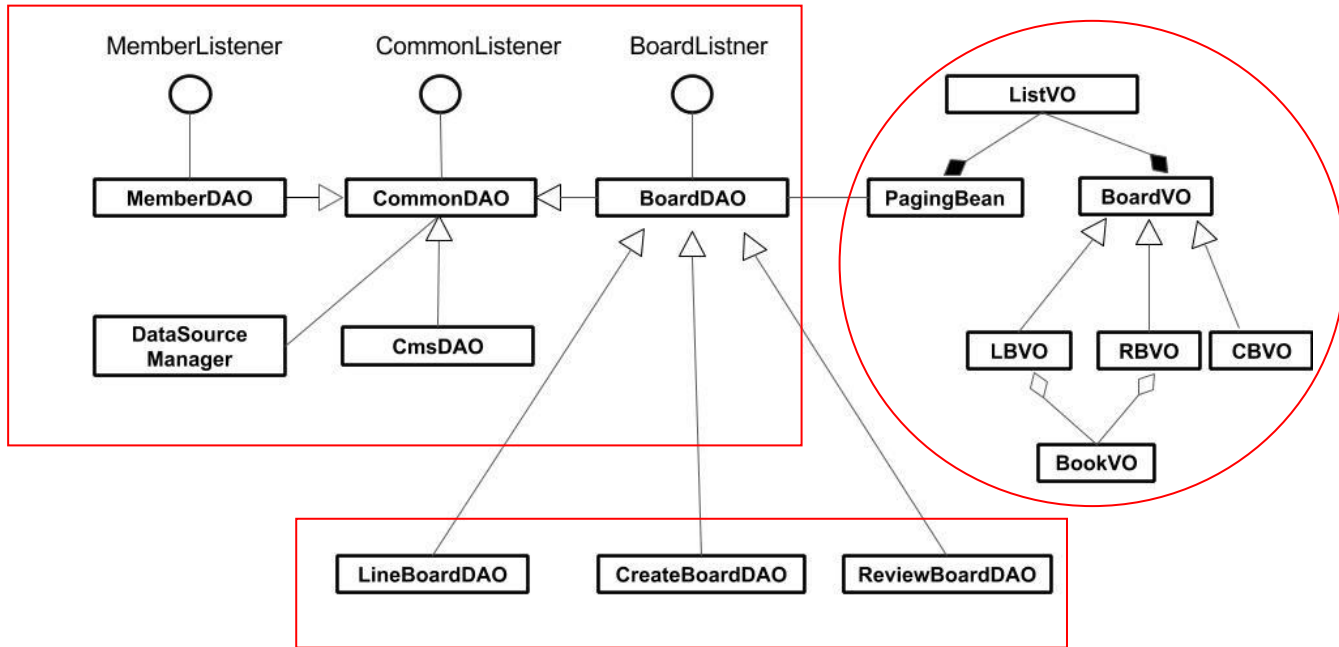 MemberListener
CommonListener
BoardListner
ListVO
MemberDAO
CommonDAO
BoardDAO
PagingBean
BoardVO
DataSource
Manager
CmsDAO
LBVO
RBVO
CBVO
BookVO
LineBoardDAO
CreateBoardDAO
ReviewBoardDAO